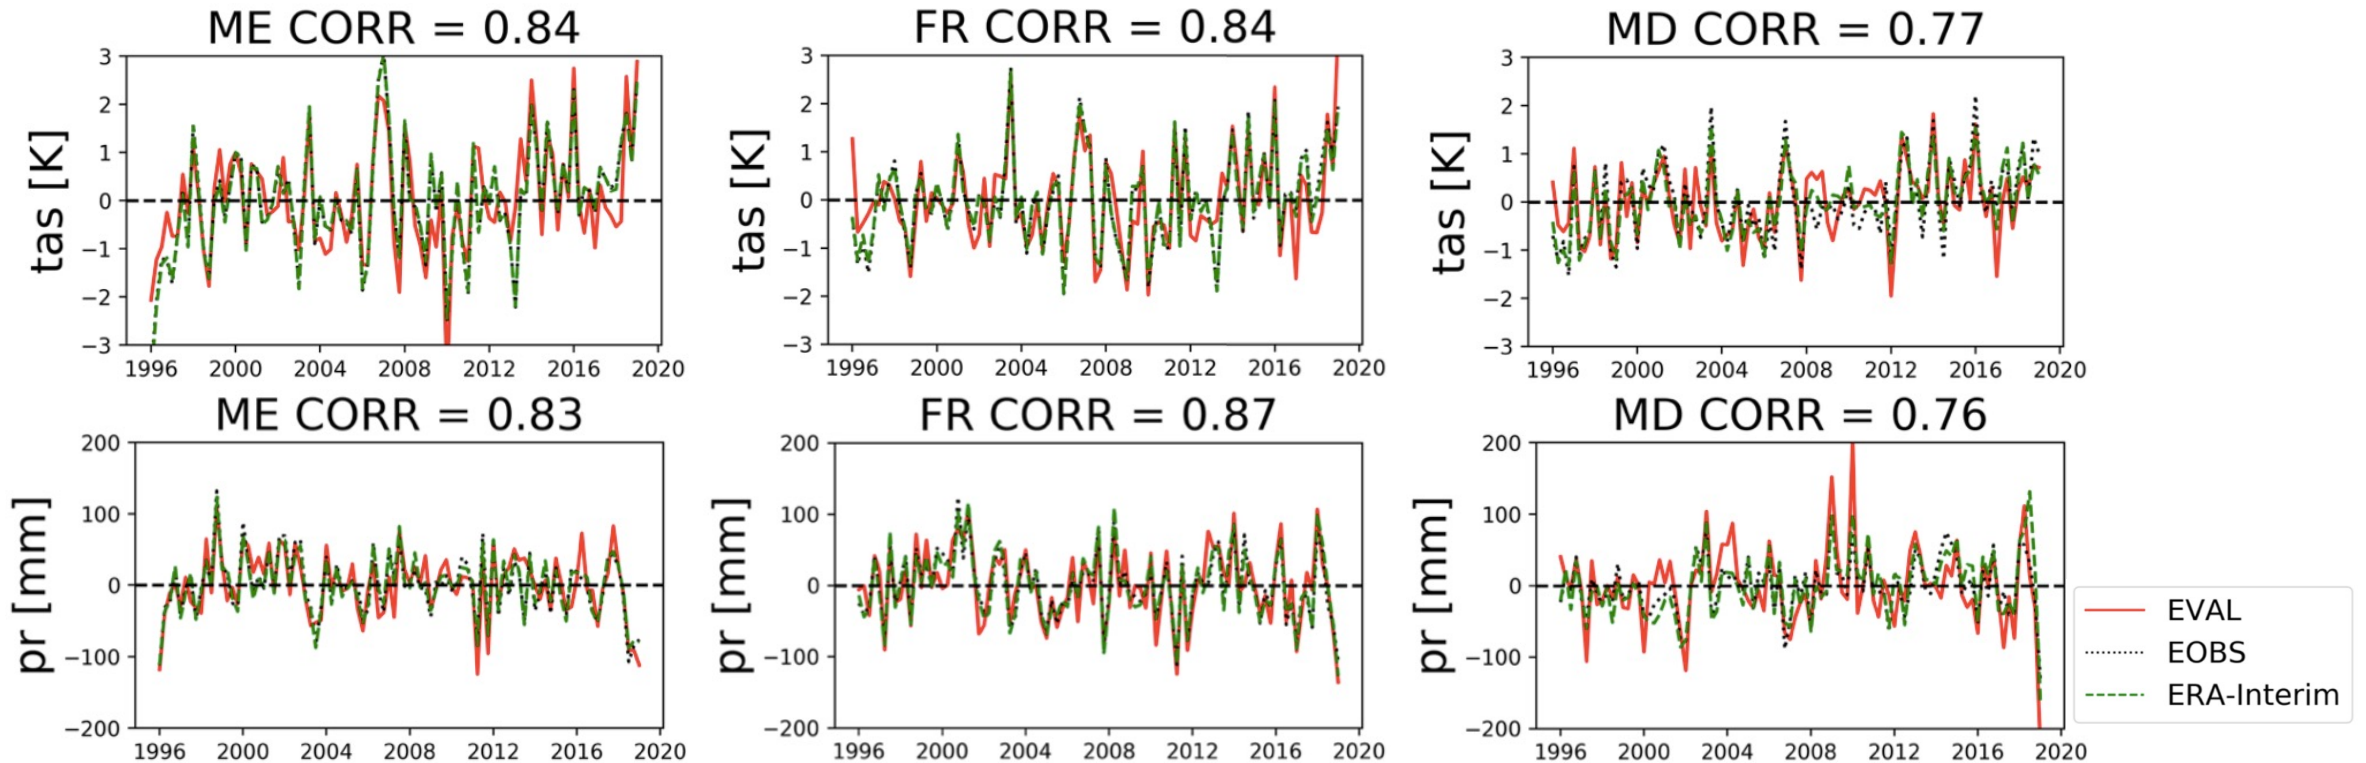 ME CORR = 0.84
tas [K]
3
2
1
0
−1
−2
−3
1996 2000 2004 2008 2012 2016 2020
FR CORR = 0.84
tas [K]
3
2
1
0
−1
−2
−3
1996 2000 2004 2008 2012 2016 2020
MD CORR = 0.77
tas [K]
3
2
1
0
−1
−2
−3
1996 2000 2004 2008 2012 2016 2020
ME CORR = 0.83
pr [mm]
200
100
0
−100
−200
1996 2000 2004 2008 2012 2016 2020
FR CORR = 0.87
pr [mm]
200
100
0
−100
−200
1996 2000 2004 2008 2012 2016 2020
MD CORR = 0.76
pr [mm]
200
100
0
−100
−200
1996 2000 2004 2008 2012 2016 2020
EVAL
EOBS
ERA-Interim